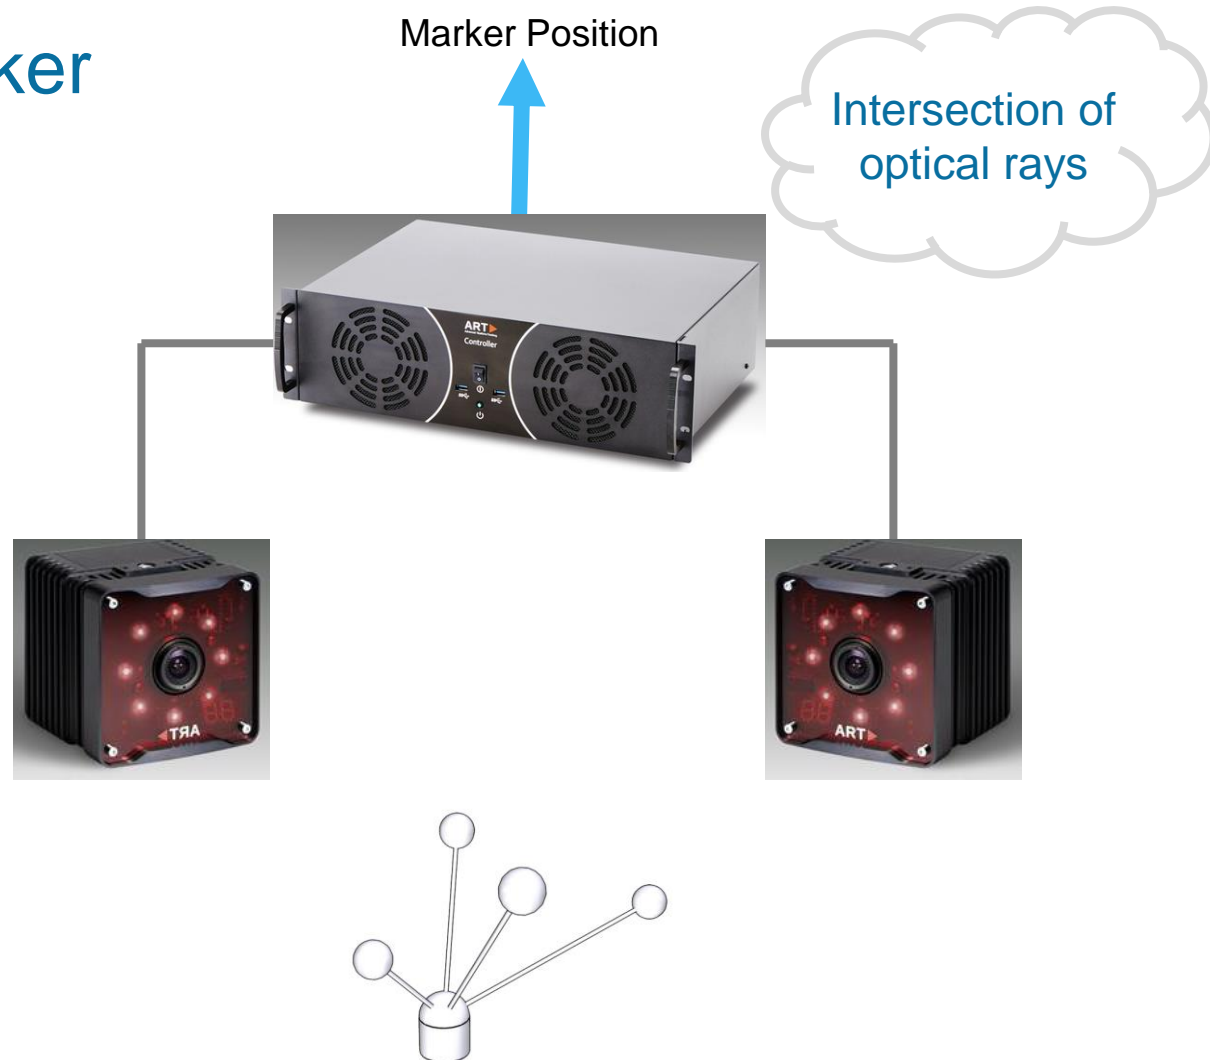 ker
Marker Position
Intersection of
optical rays
ART
Controller
ART
ART